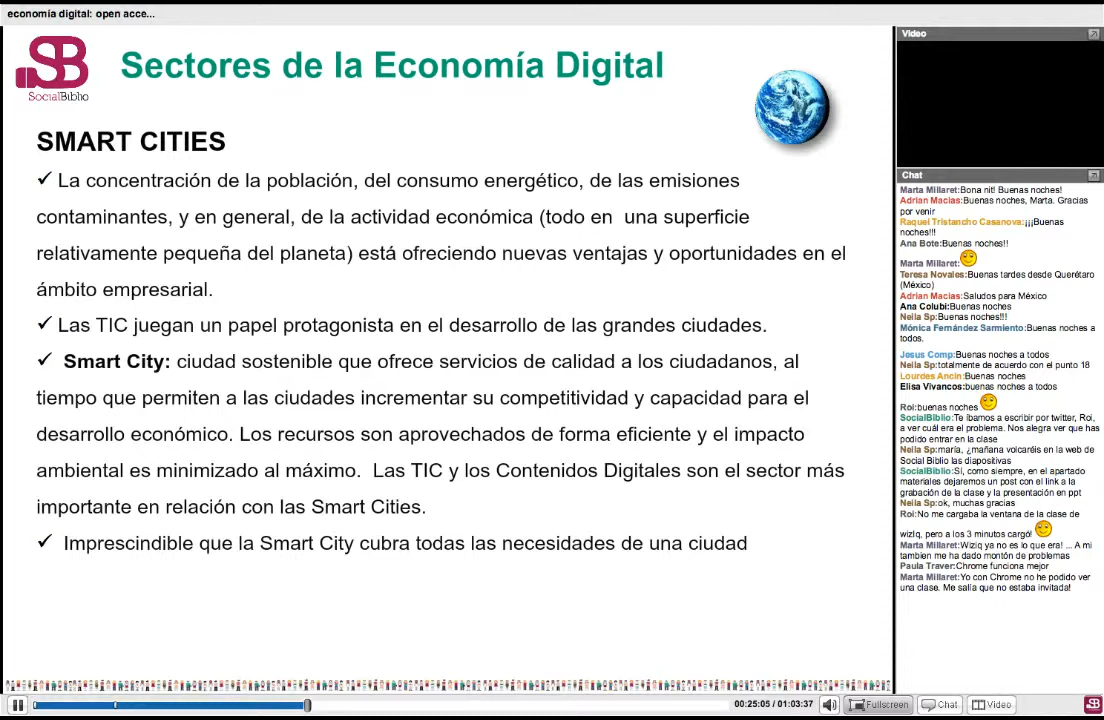 economía digital: open acce...
SB
SocialBiblio
Sectores de la Economía Digital
SMART CITIES
✓ La concentración de la población, del consumo energético, de las emisiones
contaminantes, y en general, de la actividad económica (todo en una superficie
relativamente pequeña del planeta) está ofreciendo nuevas ventajas y oportunidades en el
ámbito empresarial.
✓ Las TIC juegan un papel protagonista en el desarrollo de las grandes ciudades.
✓ Smart City: ciudad sostenible que ofrece servicios de calidad a los ciudadanos, al
tiempo que permiten a las ciudades incrementar su competitividad y capacidad para el
desarrollo económico. Los recursos son aprovechados de forma eficiente y el impacto
ambiental es minimizado al máximo. Las TIC y los Contenidos Digitales son el sector más
importante en relación con las Smart Cities.
✓ Imprescindible que la Smart City cubra todas las necesidades de una ciudad
Video
Chat
Marta Millaret:Bona nit! Buenas noches!
Adrian Macias:Buenas noches, Marta. Gracias
por venir
Raquel Tristancho Casanova:¡¡¡Buenas
noches!!!
Ana Bote:Buenas noches!!
Marta Millaret:
Teresa Novales:Buenas tardes desde Querétaro
(México)
Adrian Macias:Saludos para México
Ana Colubi:Buenas noches
Neila Sp:Buenas noches!!!
Mónica Fernández Sarmiento:Buenas noches a
todos.
Jesus Comp:Buenas noches a todos
Neila Sp:totalmente de acuerdo con el punto 18
Lourdes Ancin:Buenas noches
Elisa Vivancos:buenas noches a todos
Roi:buenas noches
SocialBiblio:Te íbamos a escribir por twitter, Roi,
a ver cuál era el problema. Nos alegra ver que has
podido entrar en la clase
Neila Sp:maría, ¿mañana volcaréis en la web de
Social Biblio las diapositivas
SocialBiblio:Sí, como siempre, en el apartado
materiales dejaremos un post con el link a la
grabación de la clase y la presentación en ppt
Neila Sp:ok, muchas gracias
Roi:No me cargaba la ventana de la clase de
wizIq, pero a los 3 minutos cargó!
Marta Millaret:Wiziq ya no es lo que era! ... A mi
tambien me ha dado montón de problemas
Paula Traver:Chrome funciona mejor
Marta Millaret:Yo con Chrome no he podido ver
una clase. Me salia que no estaba invitada!
00:25:05 / 01:03:37
Fullscreen
Chat
Video
SB